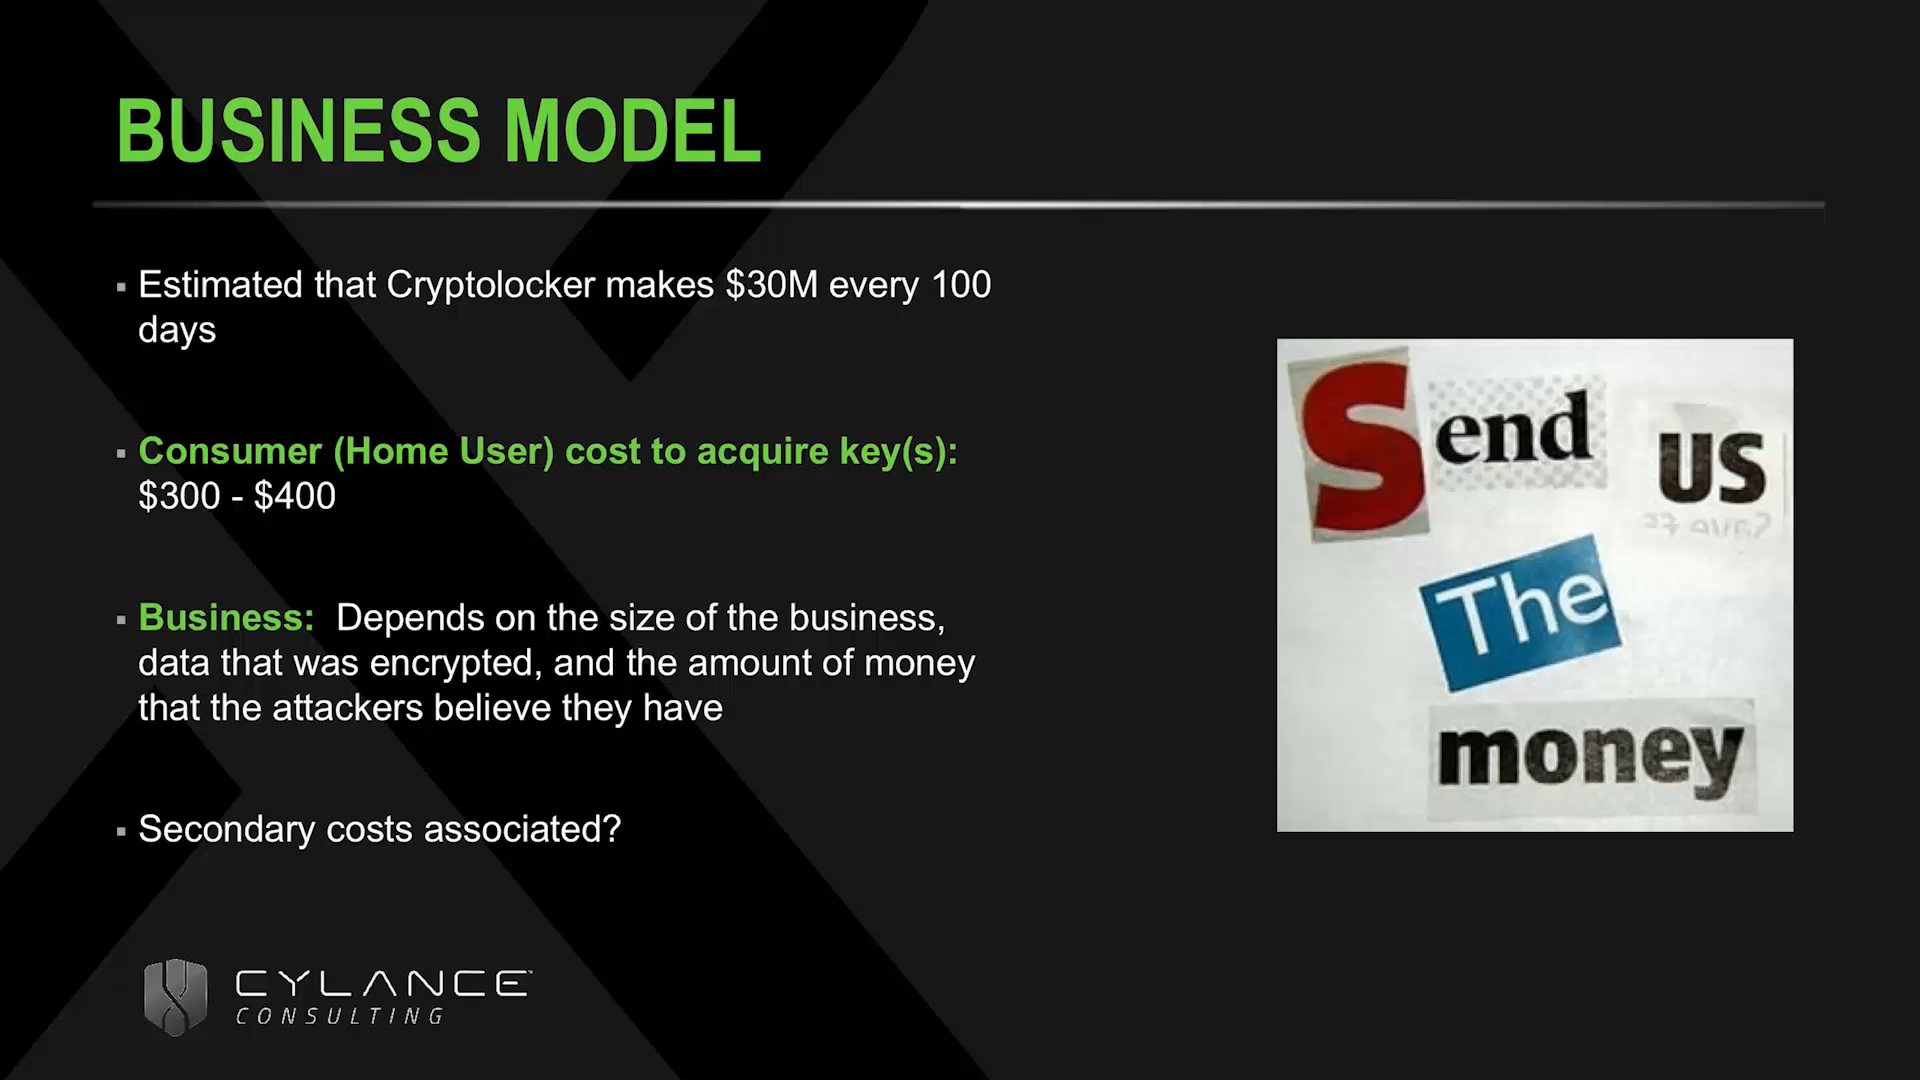 BUSINESS MODEL
Estimated that Cryptolocker makes $30M every 100
days
Consumer (Home User) cost to acquire key(s):
$300 - $400
Business: Depends on the size of the business,
data that was encrypted, and the amount of money
that the attackers believe they have
Secondary costs associated?
Send
us
The
money
CYLANCE™
CONSULTING